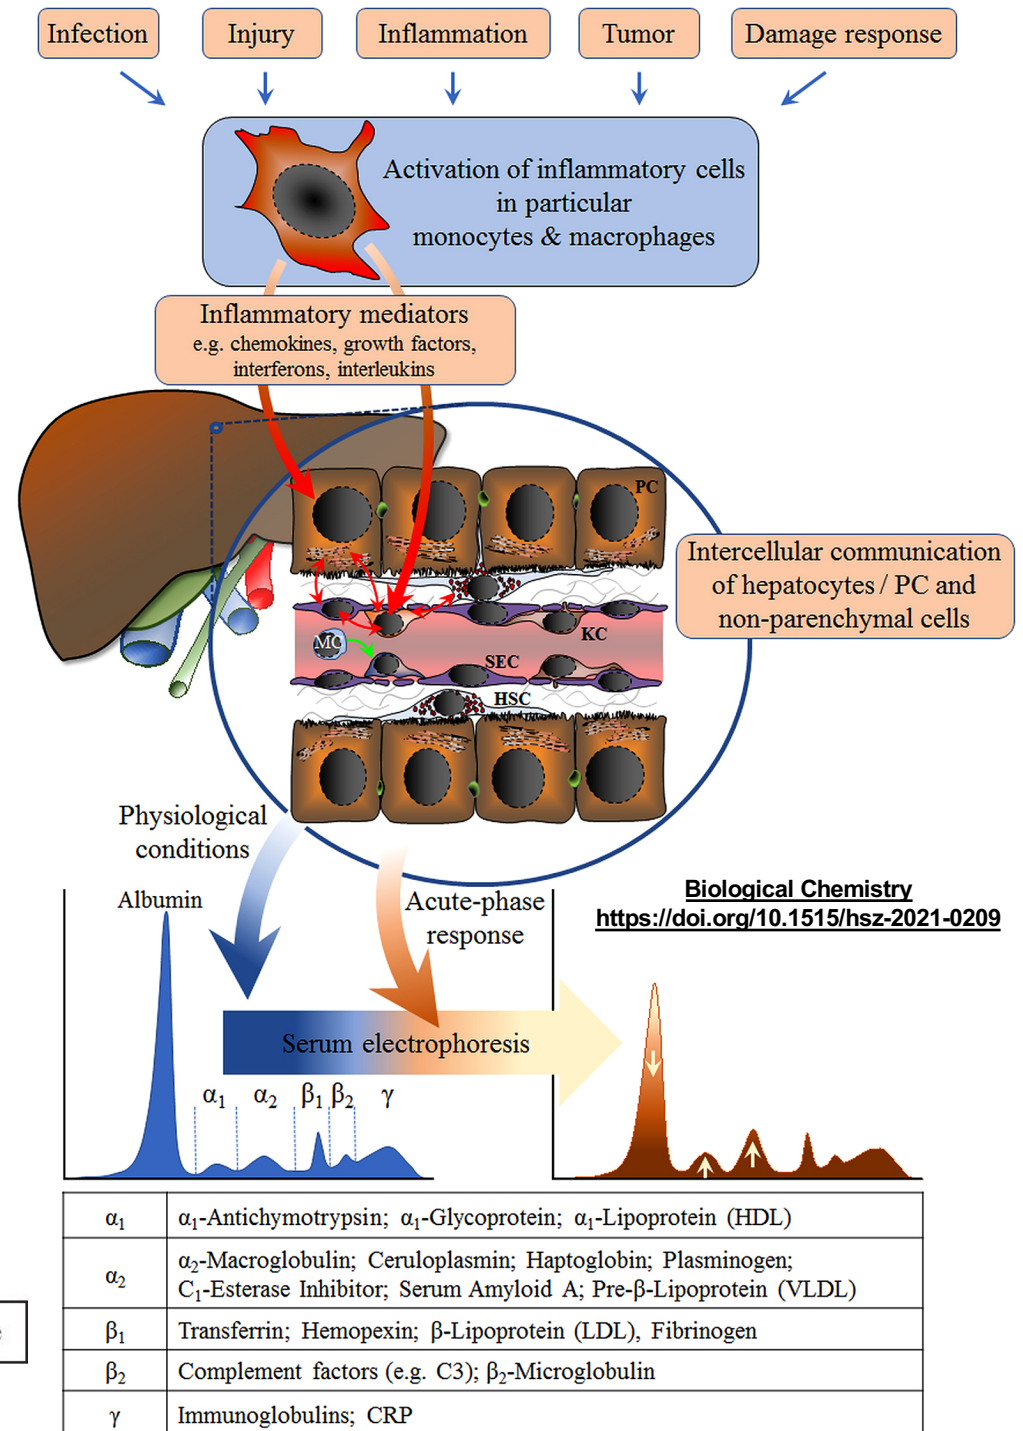 Infection
Injury
Inflammation
Tumor
Damage response
Activation of inflammatory cells
in particular
monocytes & macrophages
Inflammatory mediators
e.g. chemokines, growth factors,
interferons, interleukins
PC
Intercellular communication
of hepatocytes / PC and
non-parenchymal cells
KC
MC
SEC
HSC
Physiological
conditions
Albumin
Acute-phase
response
Biological Chemistry
https://doi.org/10.1515/hsz-2021-0209
Serum electrophoresis
α₁ α₂ β₁ β₂ γ
α₁ α₁-Antichymotrypsin; α₁-Glycoprotein; α₁-Lipoprotein (HDL)
α₂ α₂-Macroglobulin; Ceruloplasmin; Haptoglobin; Plasminogen;
C₁-Esterase Inhibitor; Serum Amyloid A; Pre-β-Lipoprotein (VLDL)
β₁ Transferrin; Hemopexin; β-Lipoprotein (LDL), Fibrinogen
β₂ Complement factors (e.g. C3); β₂-Microglobulin
γ Immunoglobulins; CRP